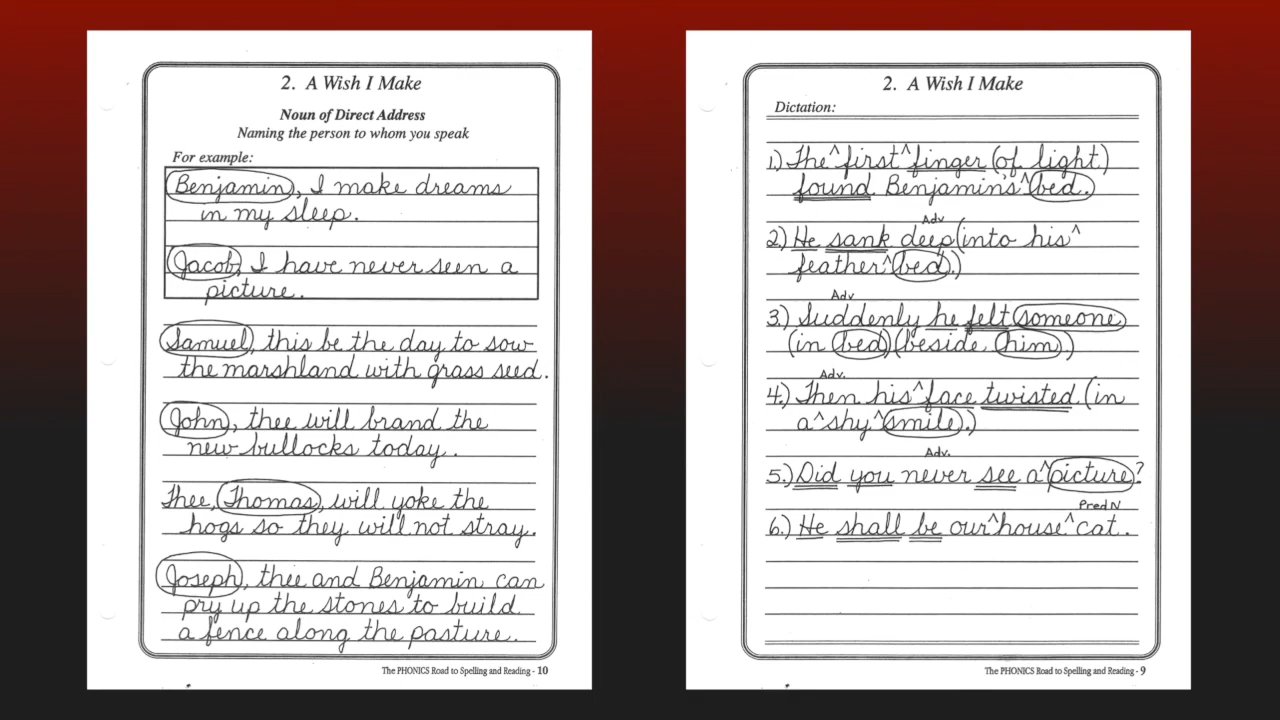 2. A Wish I Make
Noun of Direct Address
Naming the person to whom you speak
For example:
Benjamin, I make dreams
in my sleep.
Jacob, I have never seen a
picture.
Samuel, this be the day to sow
the marshland with grass seed.
John, thee will brand the
new bullocks today.
Thee, Thomas, will yoke the
hogs so they will not stray.
Joseph, thee and Benjamin can
pry up the stones to build
a fence along the pasture.
The PHONICS Road to Spelling and Reading - 10
2. A Wish I Make
Dictation:
1.) The^first^finger (of light)
found Benjamin's^(bed.)
Adv
2.) He sank deep (into his^
feather^bed.)
Adv
3.) Suddenly he felt someone
(in bed) (beside him.)
Adv.
4.) Then his^face twisted (in
a^shy^smile.)
Adv.
5.) Did you never see a^picture?
Pred N
6.) He shall be our^house^cat.
The PHONICS Road to Spelling and Reading - 9